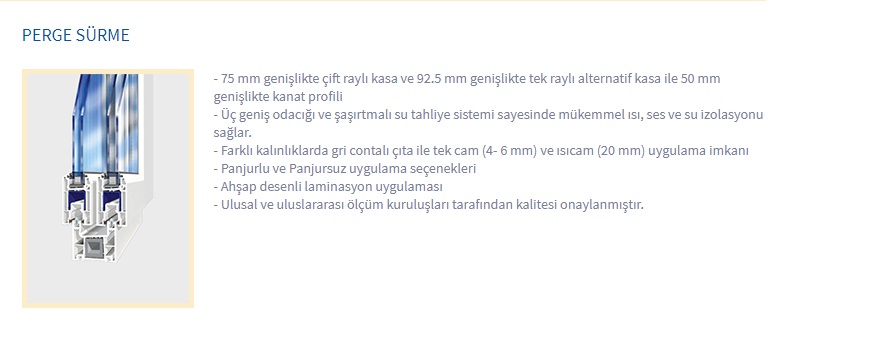 PERGE SÜRME
- 75 mm genişlikte çift raylı kasa ve 92.5 mm genişlikte tek raylı alternatif kasa ile 50 mm
genişlikte kanat profili
- Üç geniş odacığı ve şaşırtmalı su tahliye sistemi sayesinde mükemmel ısı, ses ve su izolasyonu
sağlar.
- Farklı kalınlıklarda gri contalı çıta ile tek cam (4- 6 mm) ve ısıcam (20 mm) uygulama imkanı
- Panjurlu ve Panjursuz uygulama seçenekleri
- Ahşap desenli laminasyon uygulaması
- Ulusal ve uluslararası ölçüm kuruluşları tarafından kalitesi onaylanmıştır.